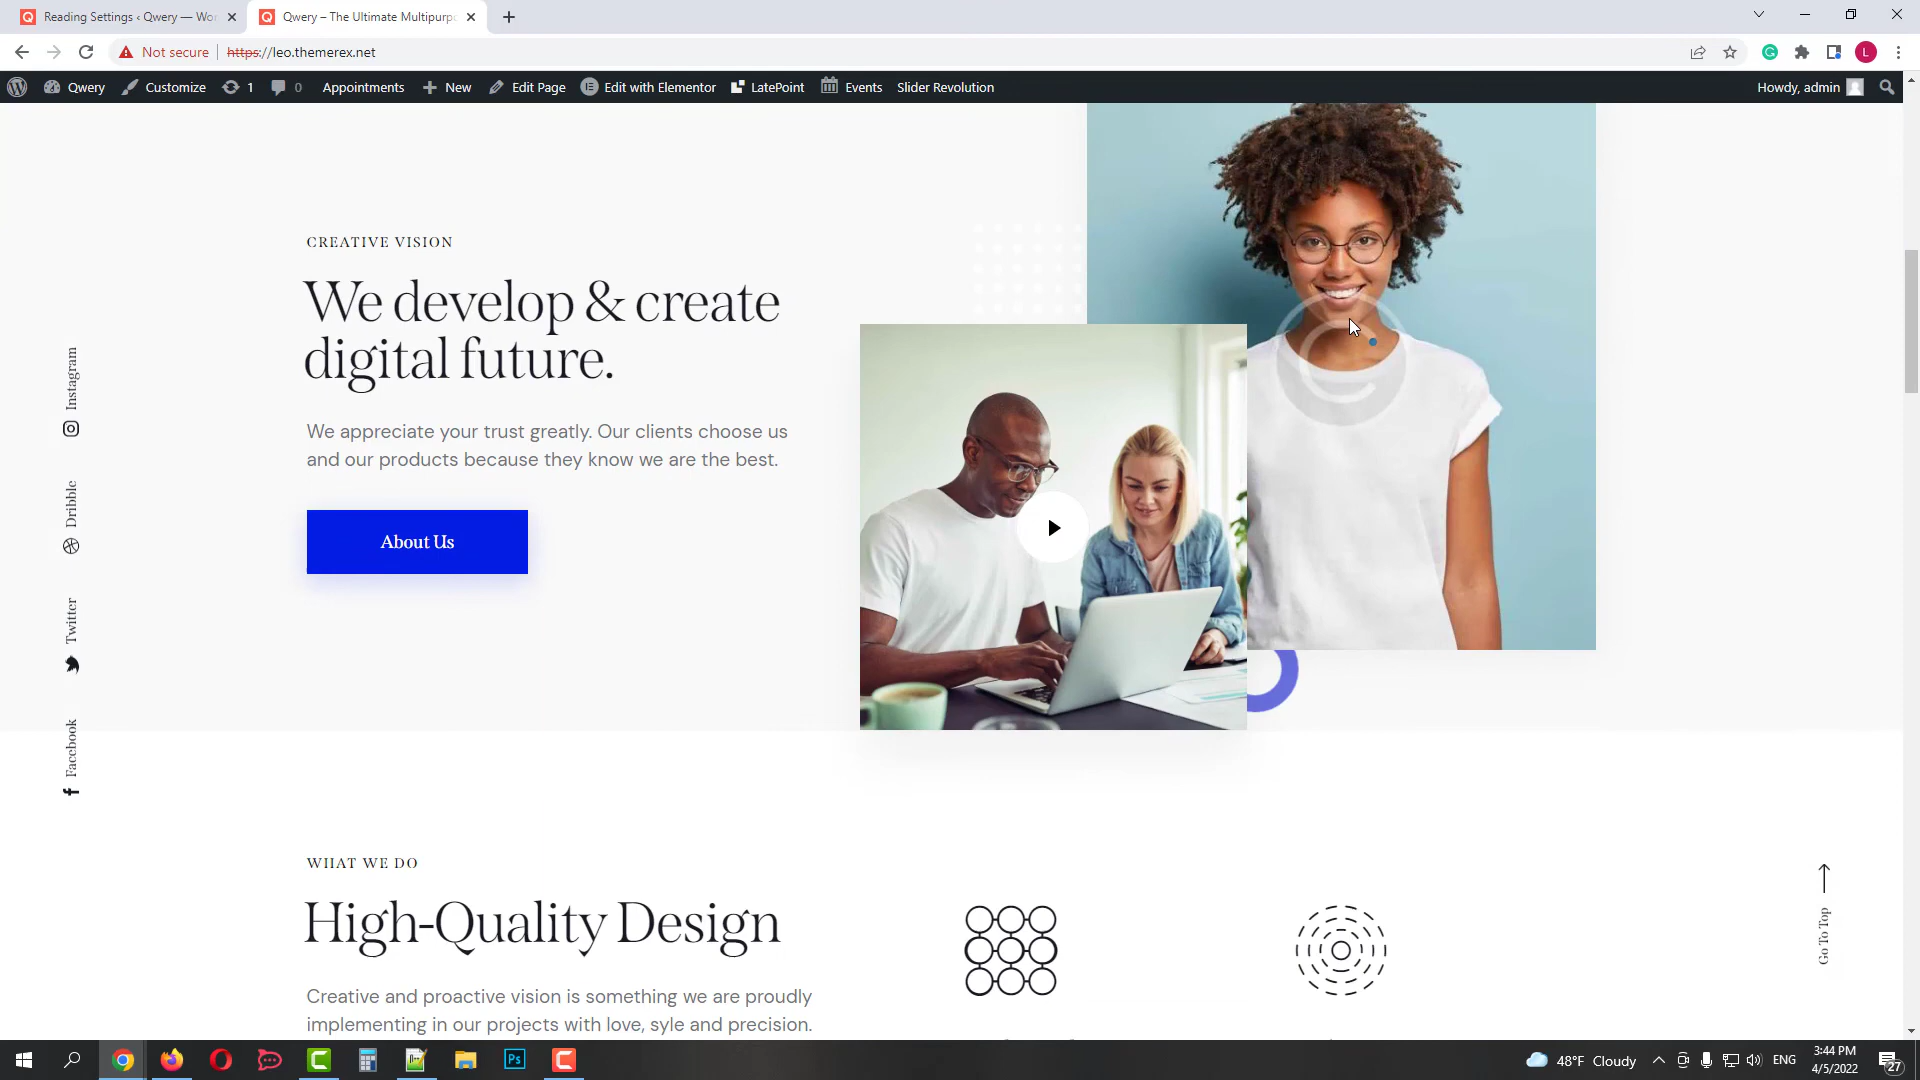 Reading Settings ‹ Qwery — Wor
Qwery – The Ultimate Multipurpo
Not secure
https://leo.themerex.net
L
Qwery
Customize
1
0
Appointments
New
Edit Page
Edit with Elementor
LatePoint
Events
Slider Revolution
Howdy, admin
CREATIVE VISION
We develop & create
digital future.
We appreciate your trust greatly. Our clients choose us
and our products because they know we are the best.
About Us
Instagram
Dribble
Twitter
Facebook
WHAT WE DO
High-Quality Design
Creative and proactive vision is something we are proudly
implementing in our projects with love, syle and precision.
Go To Top
Ps
48°F Cloudy
ENG
3:44 PM
4/5/2022
27